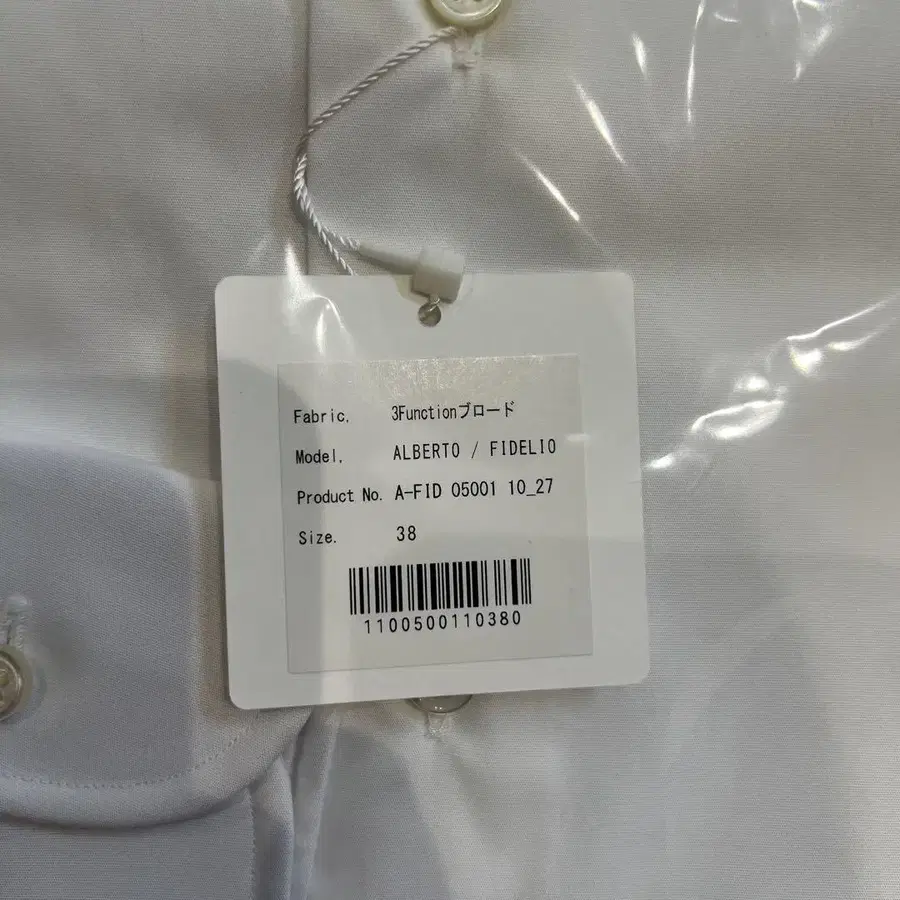 Fabric. 3Functionブロード
Model. ALBERTO / FIDELIO
Product No. A-FID 05001 10_27
Size. 38
1100500110380